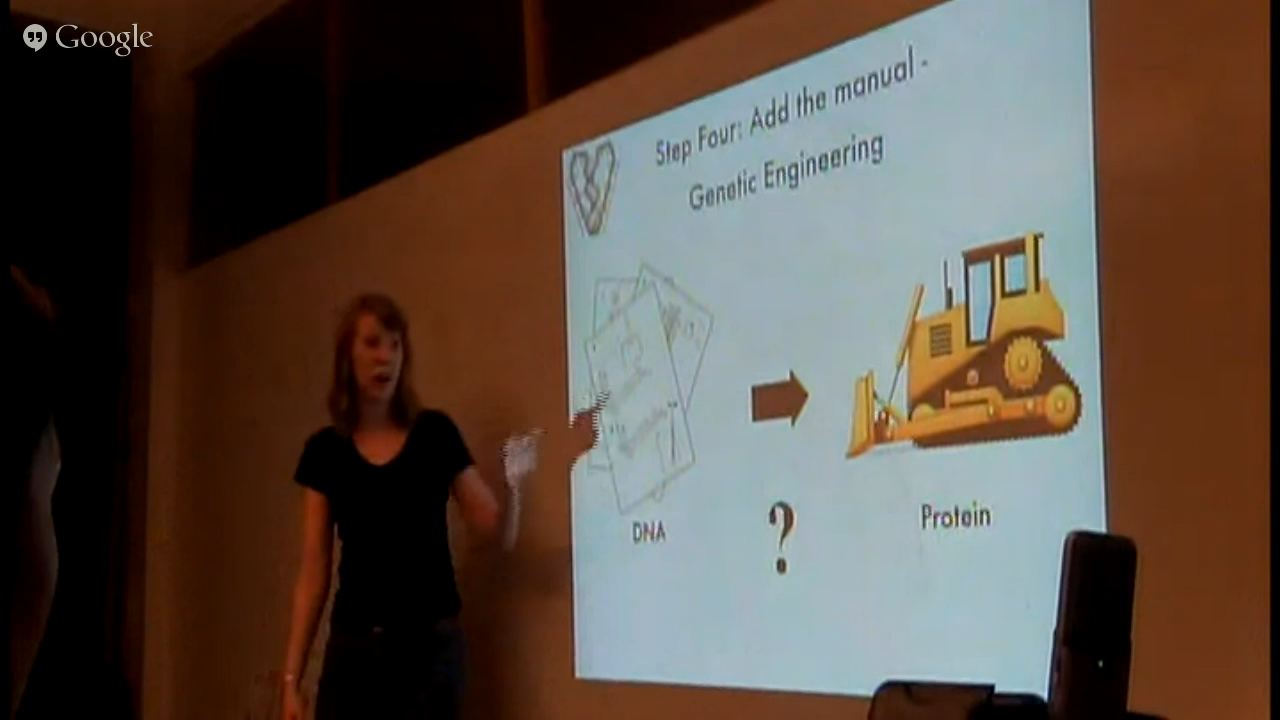 Google
Step Four: Add the manual -
Genetic Engineering
DNA
?
Protein